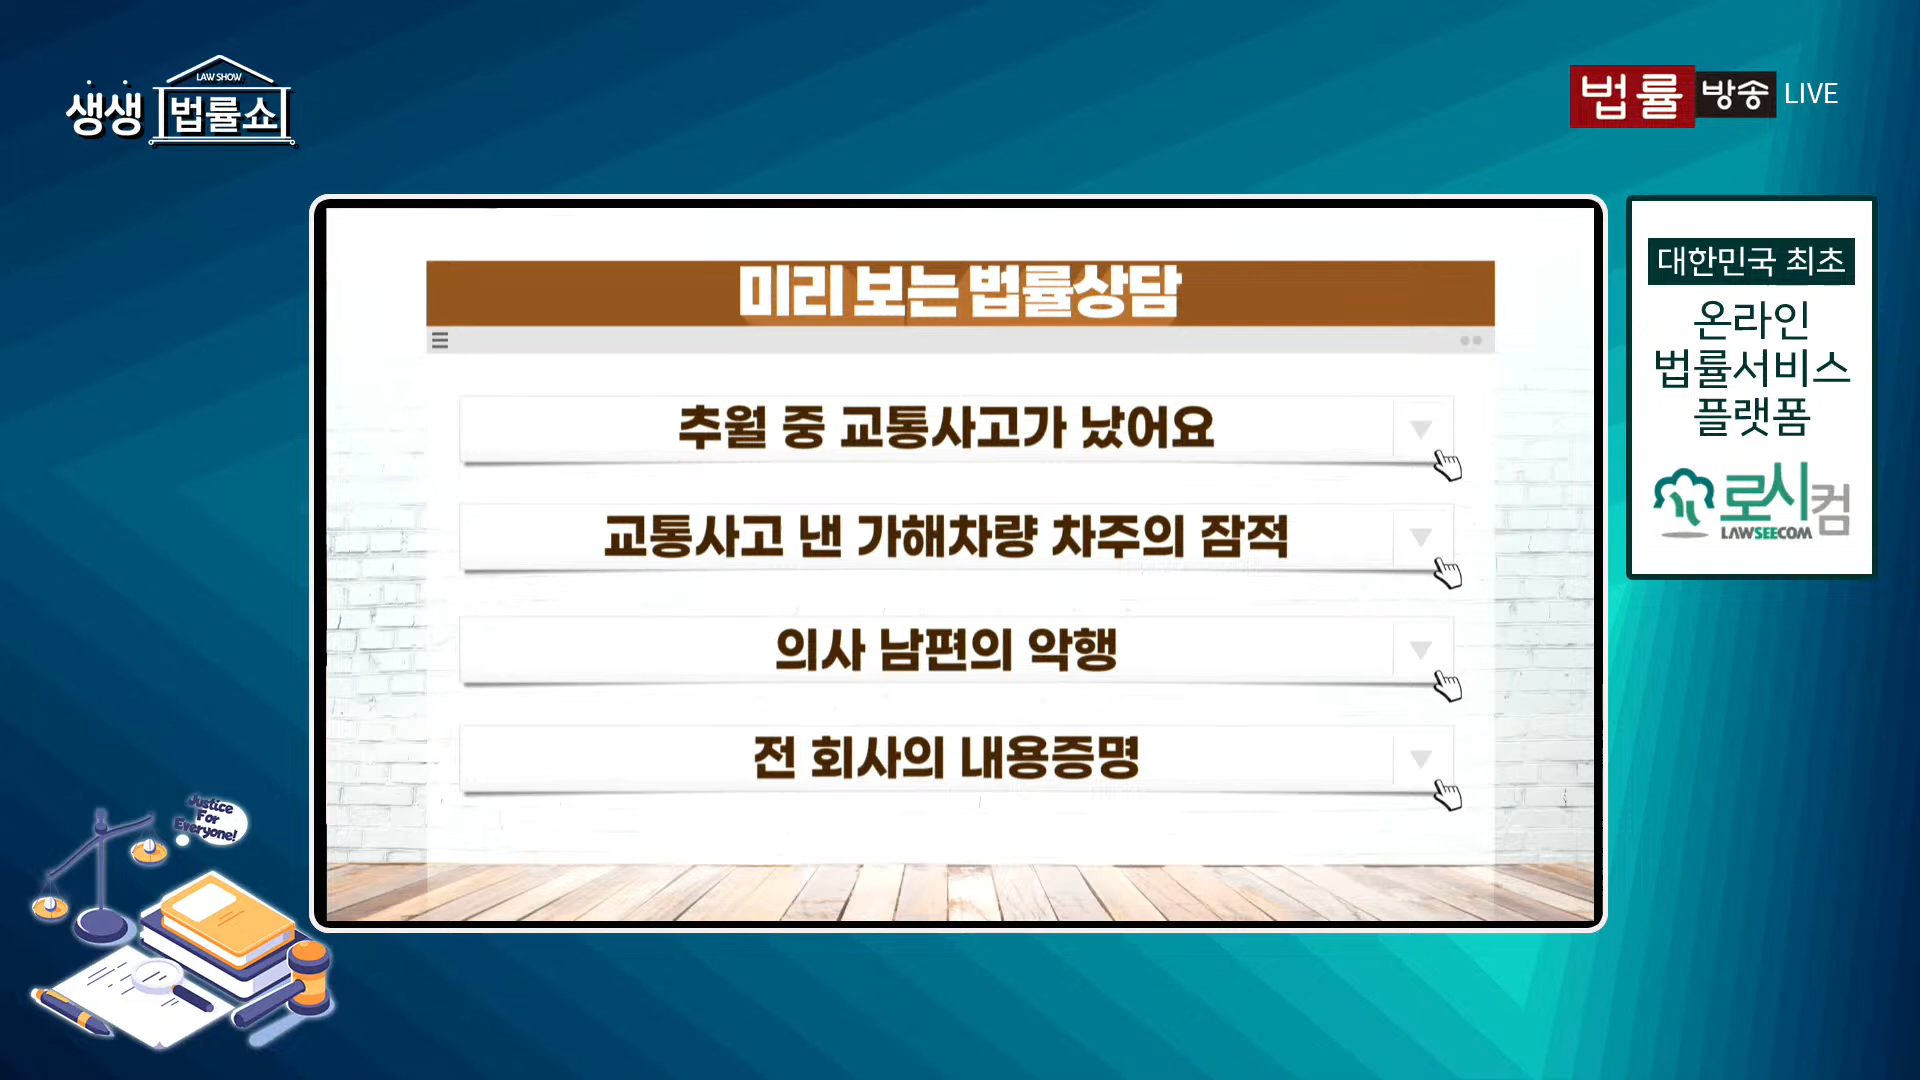 LAW SHOW
생생 법률쇼
법률방송 LIVE
미리 보는 법률상담
추월 중 교통사고가 났어요
교통사고 낸 가해차량 차주의 잠적
의사 남편의 악행
전 회사의 내용증명
대한민국 최초
온라인
법률서비스
플랫폼
로시컴
LAWSEECOM
Justice
For
Everyone!